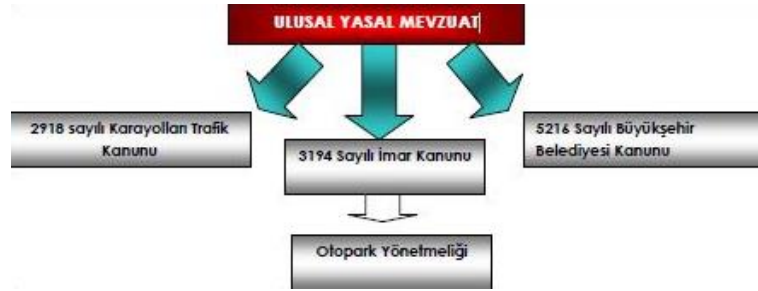 ULUSAL YASAL MEVZUAT
2918 sayılı Karayolları Trafik
Kanunu
3194 Sayılı İmar Kanunu
5216 Sayılı Büyükşehir
Belediyesi Kanunu
Otopark Yönetmeliği